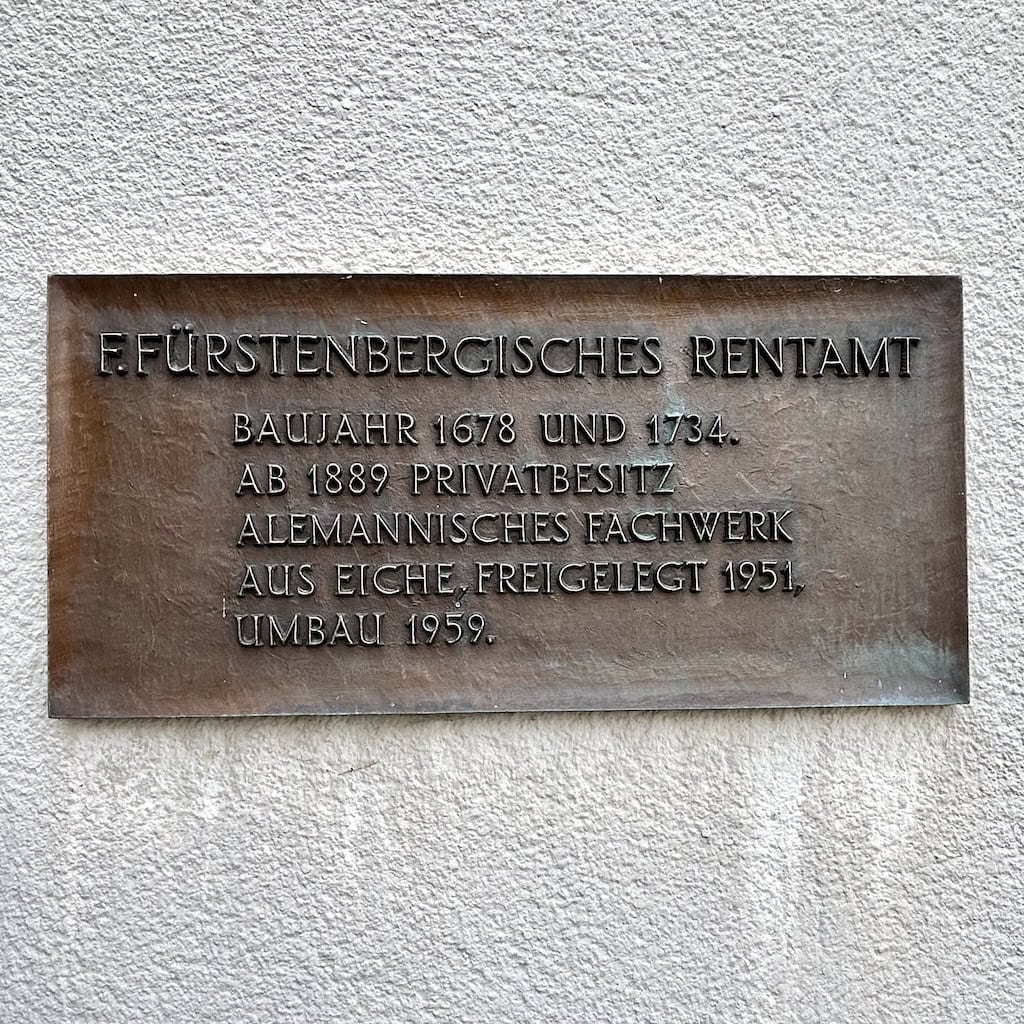 F. FÜRSTENBERGISCHES RENTAMT
BAUJAHR 1678 UND 1734.
AB 1889 PRIVATBESITZ
ALEMANNISCHES FACHWERK
AUS EICHE, FREIGELEGT 1951,
UMBAU 1959.